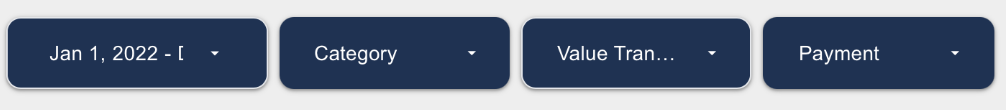 Jan 1, 2022 -
Category
Value Tran…
Payment